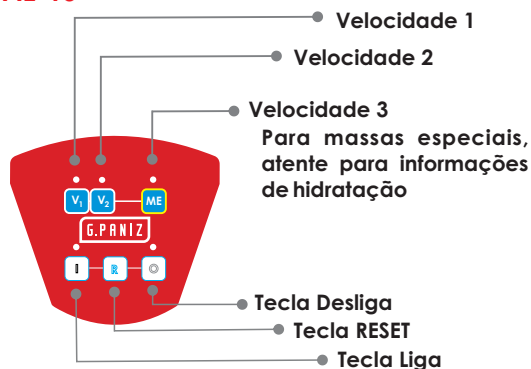 Velocidade 1
Velocidade 2
Velocidade 3
Para massas especiais,
atente para informações
de hidratação
V1 V2 ME
G.PANIZ
I R O
Tecla Desliga
Tecla RESET
Tecla Liga